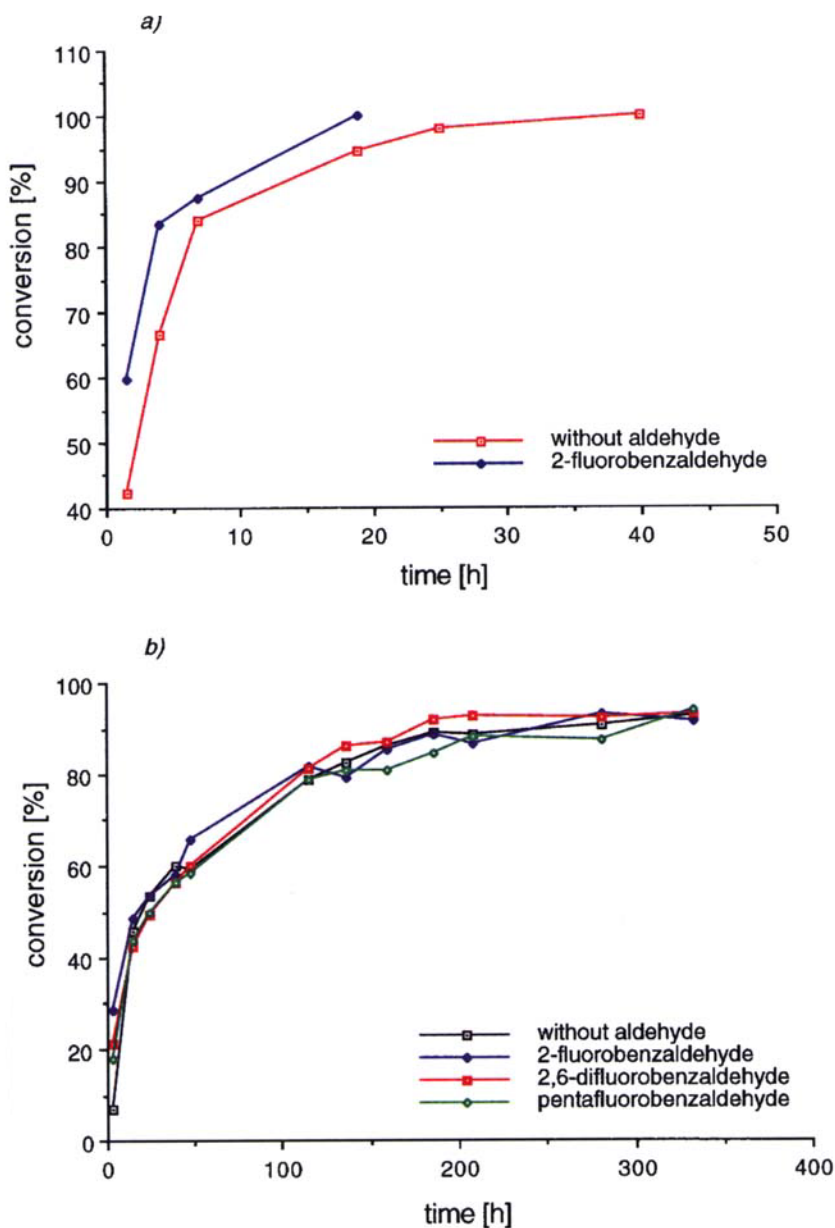 a)
110
100
90
80
70
60
50
40
conversion [%]
without aldehyde
2-fluorobenzaldehyde
0 10 20 30 40 50
time [h]
b)
100
80
60
40
20
0
conversion [%]
without aldehyde
2-fluorobenzaldehyde
2,6-difluorobenzaldehyde
pentafluorobenzaldehyde
0 100 200 300 400
time [h]